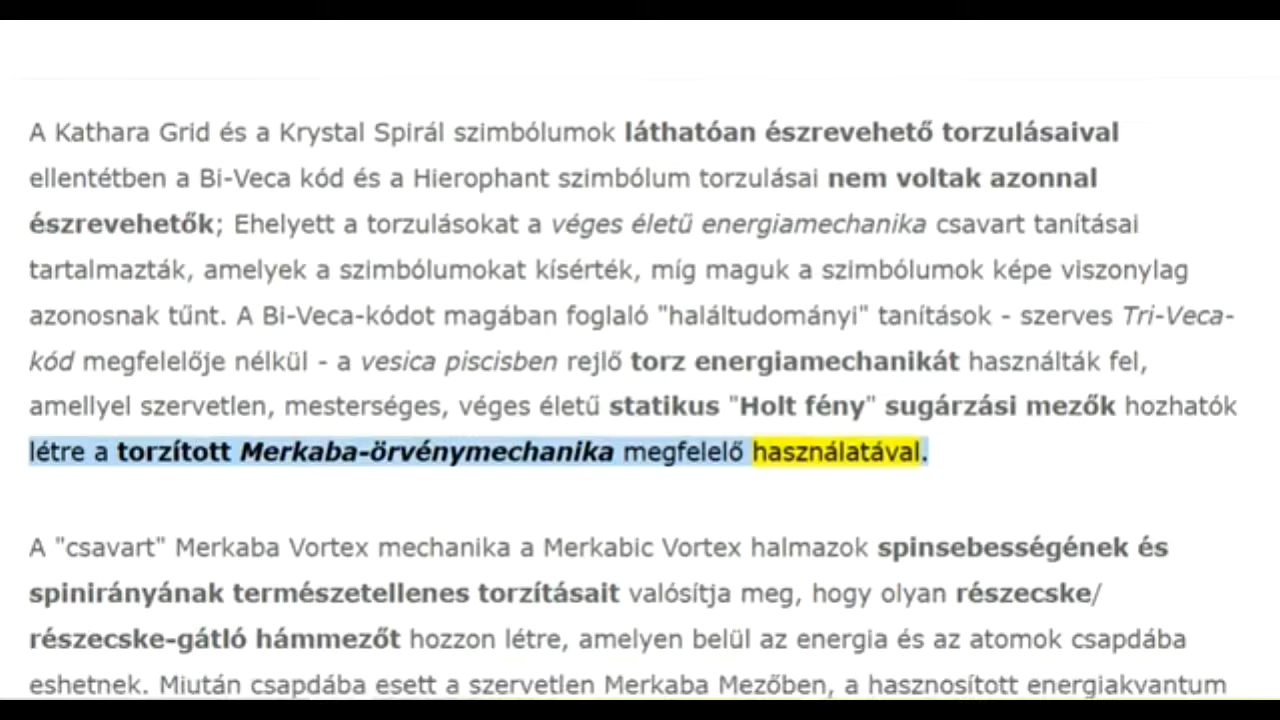 A Kathara Grid és a Krystal Spirál szimbólumok láthatóan észrevehető torzulásaival
ellentétben a Bi-Veca kód és a Hierophant szimbólum torzulásai nem voltak azonnal
észrevehetők; Ehelyett a torzulásokat a véges életű energiamechanika csavart tanításai
tartalmazták, amelyek a szimbólumokat kísérték, míg maguk a szimbólumok képe viszonylag
azonosnak tűnt. A Bi-Veca-kódot magában foglaló "haláltudományi" tanítások - szerves Tri-Veca-
kód megfelelője nélkül - a vesica piscisben rejlő torz energiamechanikát használták fel,
amellyel szervetlen, mesterséges, véges életű statikus "Holt fény" sugárzási mezők hozhatók
létre a torzított Merkaba-örvénymechanika megfelelő használatával.
A "csavart" Merkaba Vortex mechanika a Merkabic Vortex halmazok spinsebességének és
spinirányának természetellenes torzításait valósítja meg, hogy olyan részecske/
részecske-gátló hámmezőt hozzon létre, amelyen belül az energia és az atomok csapdába
eshetnek. Miután csapdába esett a szervetlen Merkaba Mezőben, a hasznosított energiakvantum